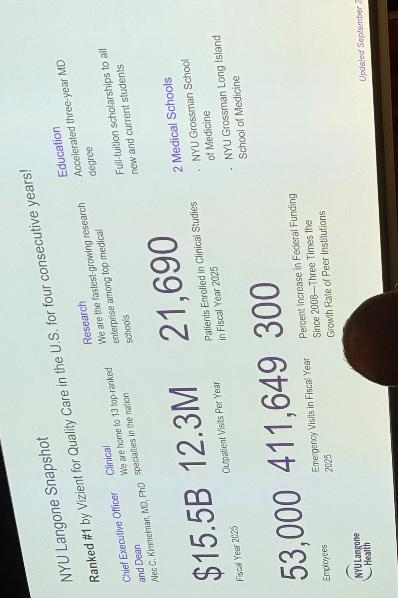 NYU Langone Snapshot
Ranked #1 by Vizient for Quality Care in the U.S. for four consecutive years!
Chief Executive Officer
and Dean
Alec C. Kimmelman, MD, PhD
Clinical
We are home to 13 top-ranked
specialties in the nation
Research
We are the fastest-growing research
enterprise among top medical
schools
Education
Accelerated three-year MD
degree
Full-tuition scholarships to all
new and current students
$15.5B
Fiscal Year 2025
12.3M
Outpatient Visits Per Year
21,690
Patients Enrolled in Clinical Studies
in Fiscal Year 2025
2 Medical Schools
· NYU Grossman School
of Medicine
· NYU Grossman Long Island
School of Medicine
53,000
Employees
411,649
Emergency Visits in Fiscal Year
2025
300
Percent Increase in Federal Funding
Since 2008—Three Times the
Growth Rate of Peer Institutions
NYU Langone
Health
Updated September 2